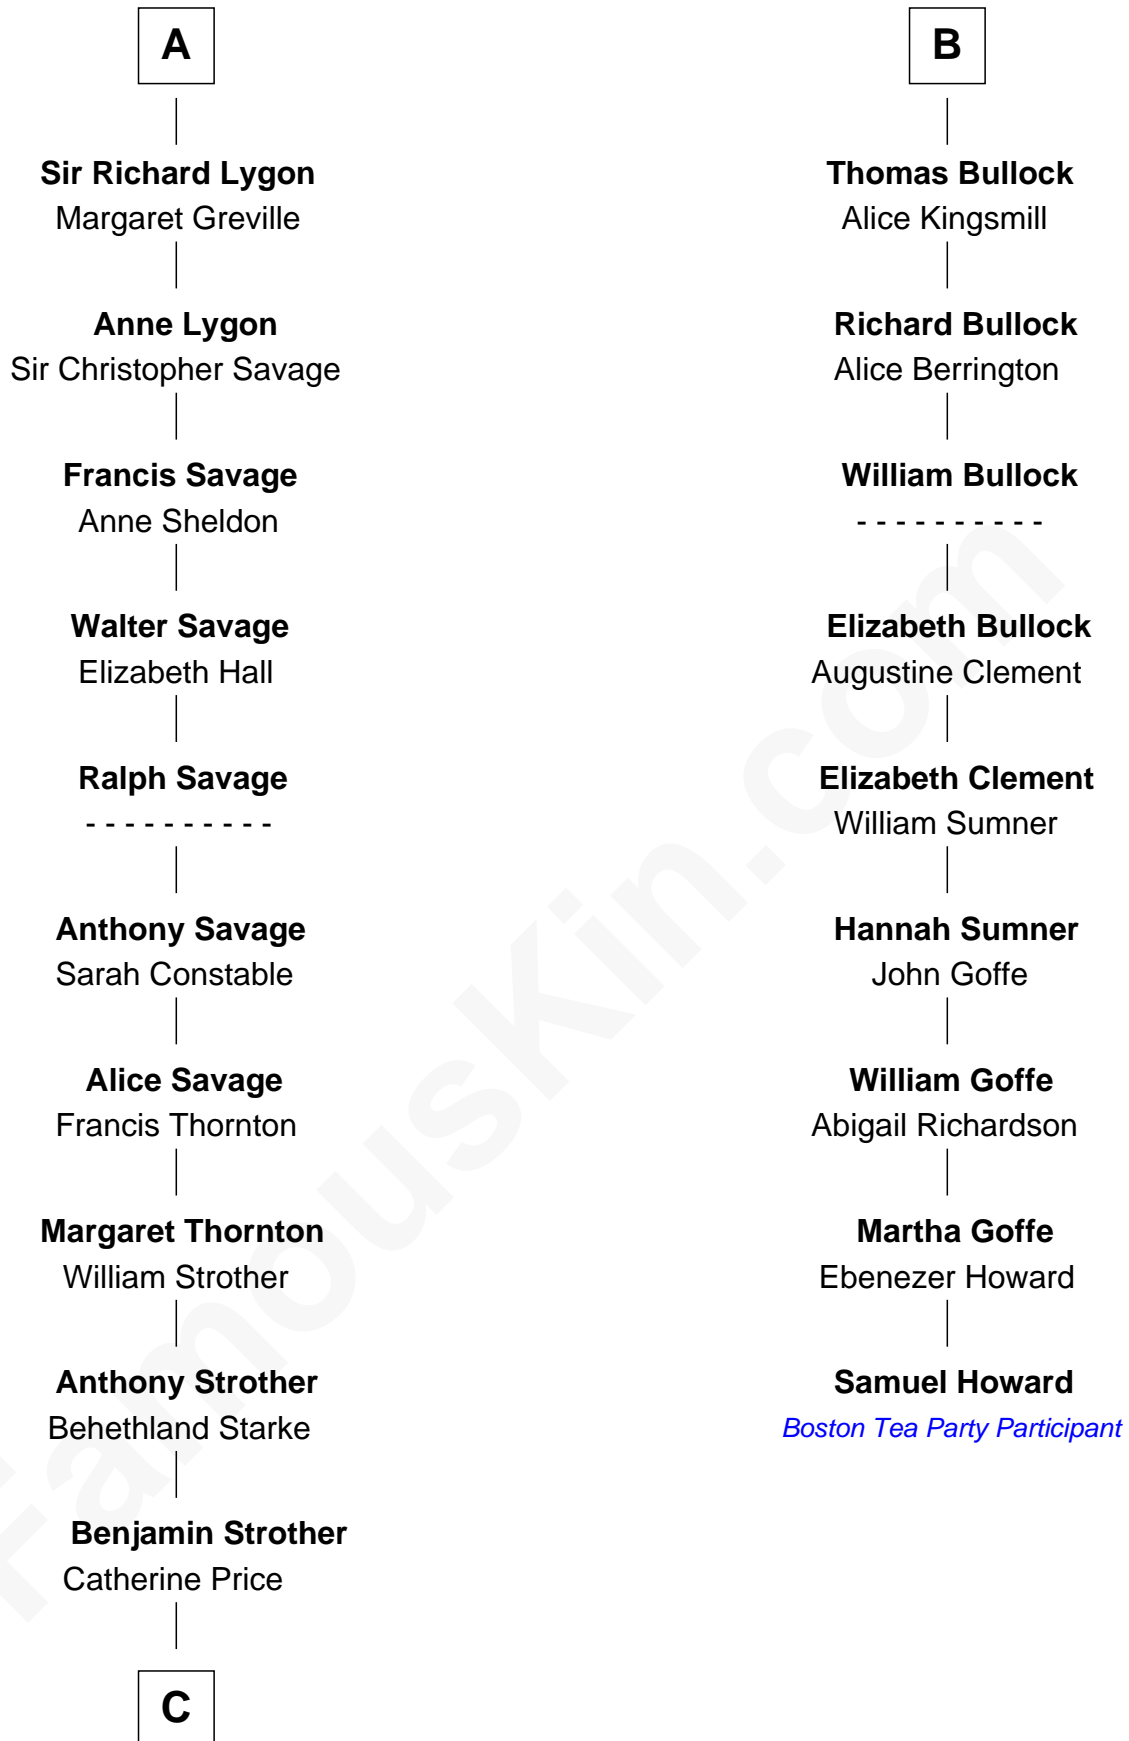 A
Sir Richard Lygon
Margaret Greville
Anne Lygon
Sir Christopher Savage
Francis Savage
Anne Sheldon
Walter Savage
Elizabeth Hall
Ralph Savage
- - - - - - - - - -
Anthony Savage
Sarah Constable
Alice Savage
Francis Thornton
Margaret Thornton
William Strother
Anthony Strother
Behethland Starke
Benjamin Strother
Catherine Price
C
B
Thomas Bullock
Alice Kingsmill
Richard Bullock
Alice Berrington
William Bullock
- - - - - - - - - -
Elizabeth Bullock
Augustine Clement
Elizabeth Clement
William Sumner
Hannah Sumner
John Goffe
William Goffe
Abigail Richardson
Martha Goffe
Ebenezer Howard
Samuel Howard
Boston Tea Party Participant
FamousKin.com